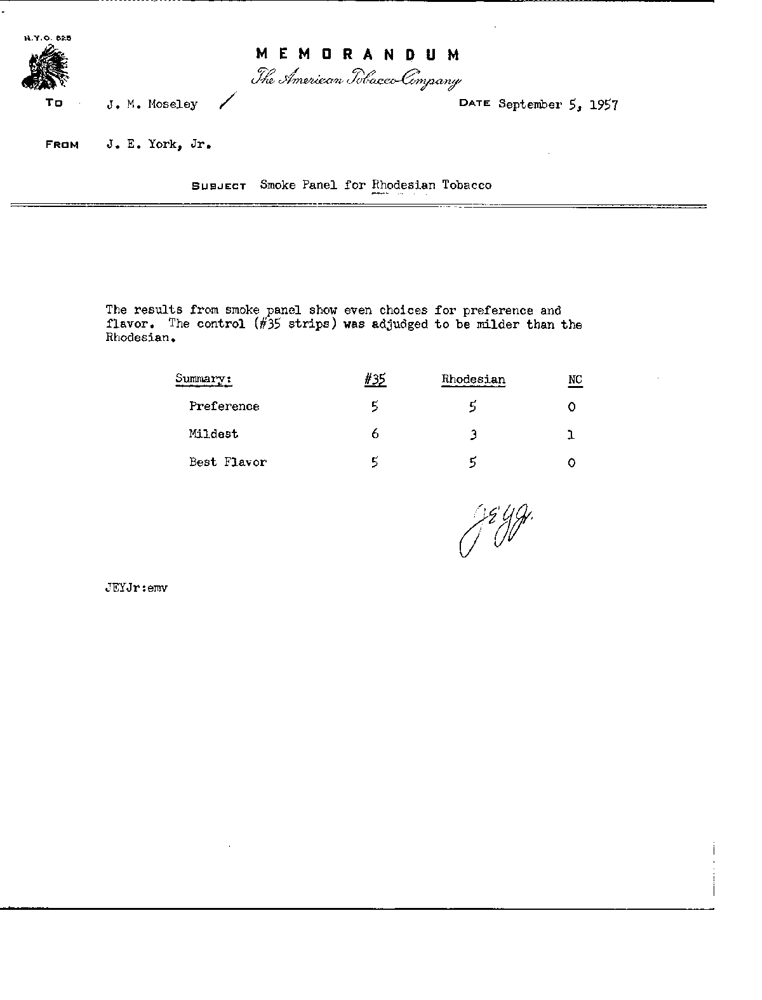 N.Y.O. 525
MEMORANDUM
The American Tobacco Company
TO J. M. Moseley DATE September 5, 1957
FROM J. E. York, Jr.
SUBJECT Smoke Panel for Rhodesian Tobacco
The results from smoke panel show even choices for preference and
flavor. The control (#35 strips) was adjudged to be milder than the
Rhodesian.
Summary: #35 Rhodesian NC
Preference 5 5 0
Mildest 6 3 1
Best Flavor 5 5 0
JEYJr.
JEYJr:emv